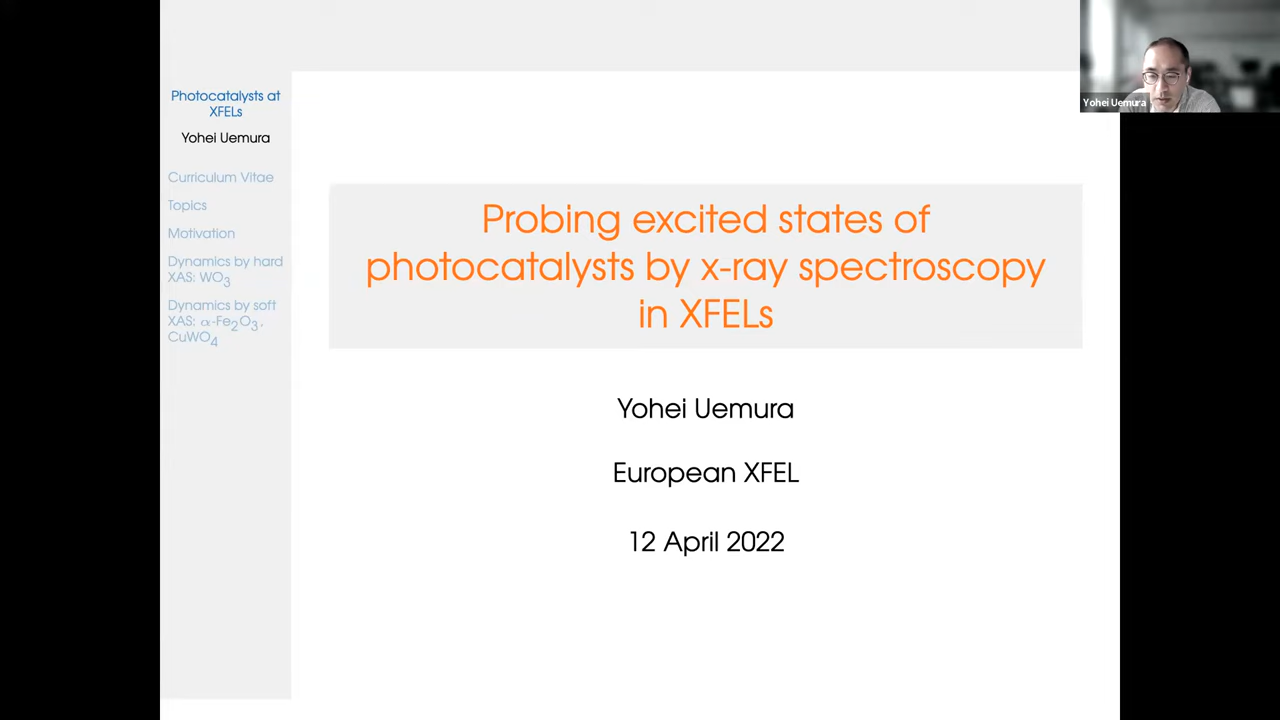 Photocatalysts at
XFELs
Yohei Uemura
Curriculum Vitae
Topics
Motivation
Dynamics by hard
XAS: WO3
Dynamics by soft
XAS: α-Fe2O3,
CuWO4
Probing excited states of
photocatalysts by x-ray spectroscopy
in XFELs
Yohei Uemura
European XFEL
12 April 2022
Yohei Uemura